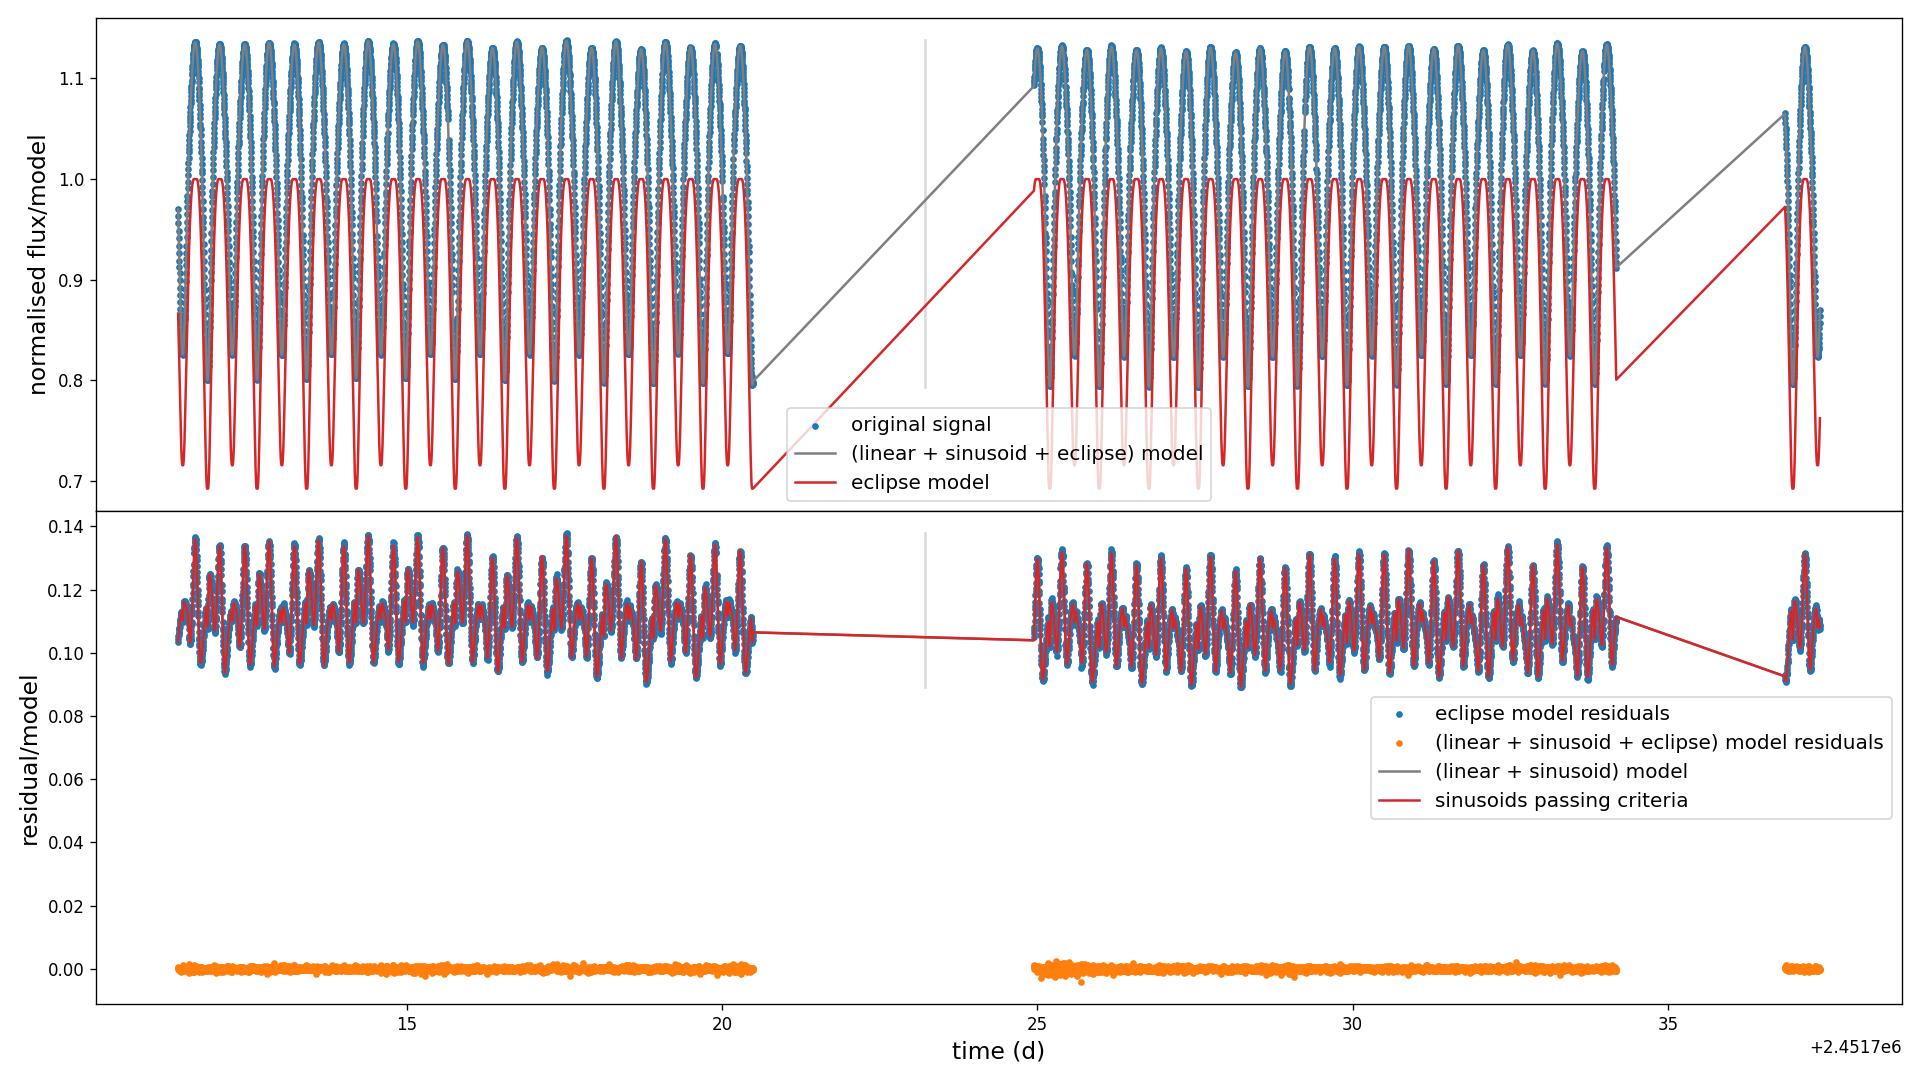 normalised flux/model
1.1
1.0
0.9
0.8
0.7
original signal
(linear + sinusoid + eclipse) model
eclipse model
residual/model
0.14
0.12
0.10
0.08
0.06
0.04
0.02
0.00
eclipse model residuals
(linear + sinusoid + eclipse) model residuals
(linear + sinusoid) model
sinusoids passing criteria
15 20 25 30 35
time (d)
+2.4517e6